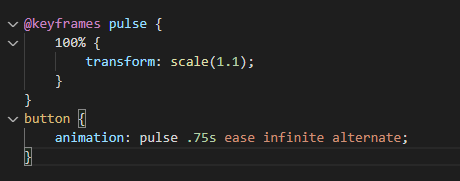 @keyframes pulse {
    100% {
        transform: scale(1.1);
    }
}
button {
    animation: pulse .75s ease infinite alternate;
}